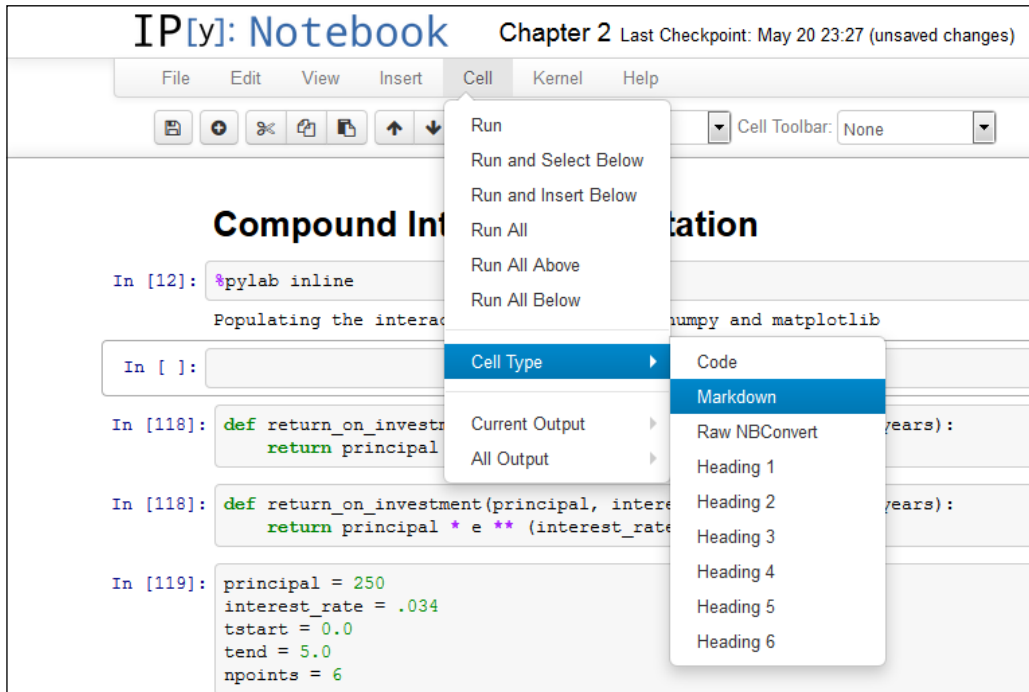 IP[y]: Notebook Chapter 2 Last Checkpoint: May 20 23:27 (unsaved changes)
File Edit View Insert Cell Kernel Help
Cell Toolbar: None
Run
Run and Select Below
Run and Insert Below
Run All
Run All Above
Run All Below
Cell Type
Current Output
All Output
Code
Markdown
Raw NBConvert
Heading 1
Heading 2
Heading 3
Heading 4
Heading 5
Heading 6
Compound Int tation
In [12]: %pylab inline
Populating the interac numpy and matplotlib
In [ ]:
In [118]: def return_on_investm years):
return principal
In [118]: def return_on_investment(principal, intere years):
return principal * e ** (interest_rate
In [119]: principal = 250
interest_rate = .034
tstart = 0.0
tend = 5.0
npoints = 6